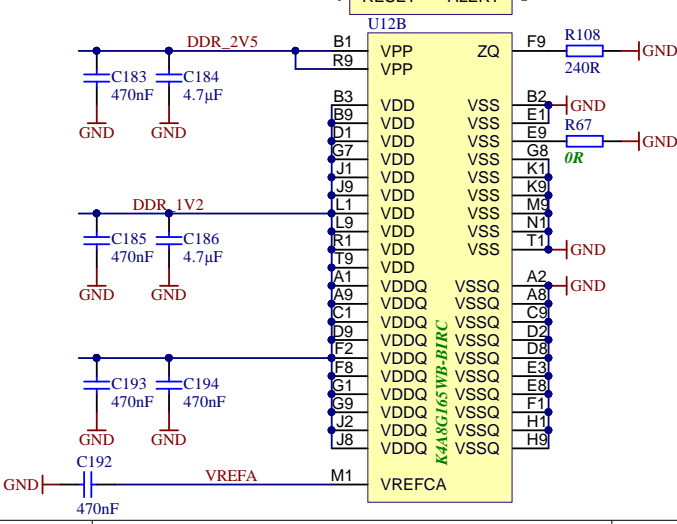 RESET ALERT
U12B
DDR_2V5 B1 VPP ZQ F9 R108 GND
R9 VPP 240R
C183 C184
470nF 4.7µF
GND GND
B3 VDD VSS B2 GND
B9 VDD VSS E1
D1 VDD VSS E9 R67 GND
G7 VDD VSS G8 0R
J1 VDD VSS K1
J9 VDD VSS K9
DDR_1V2 L1 VDD VSS M9
L9 VDD VSS N1
R1 VDD VSS T1 GND
T9 VDD
C185 C186
470nF 4.7µF
GND GND
A1 VDDQ VSSQ A2 GND
A9 VDDQ VSSQ A8
C1 VDDQ VSSQ C9
D9 VDDQ VSSQ D2
F2 VDDQ VSSQ D8
F8 VDDQ VSSQ E3
G1 VDDQ VSSQ E8
G9 VDDQ VSSQ F1
J2 VDDQ VSSQ H1
J8 VDDQ VSSQ H9
K4A8G165WB-BIRC
C193 C194
470nF 470nF
GND GND
C192
GND VREFA M1 VREFCA
470nF